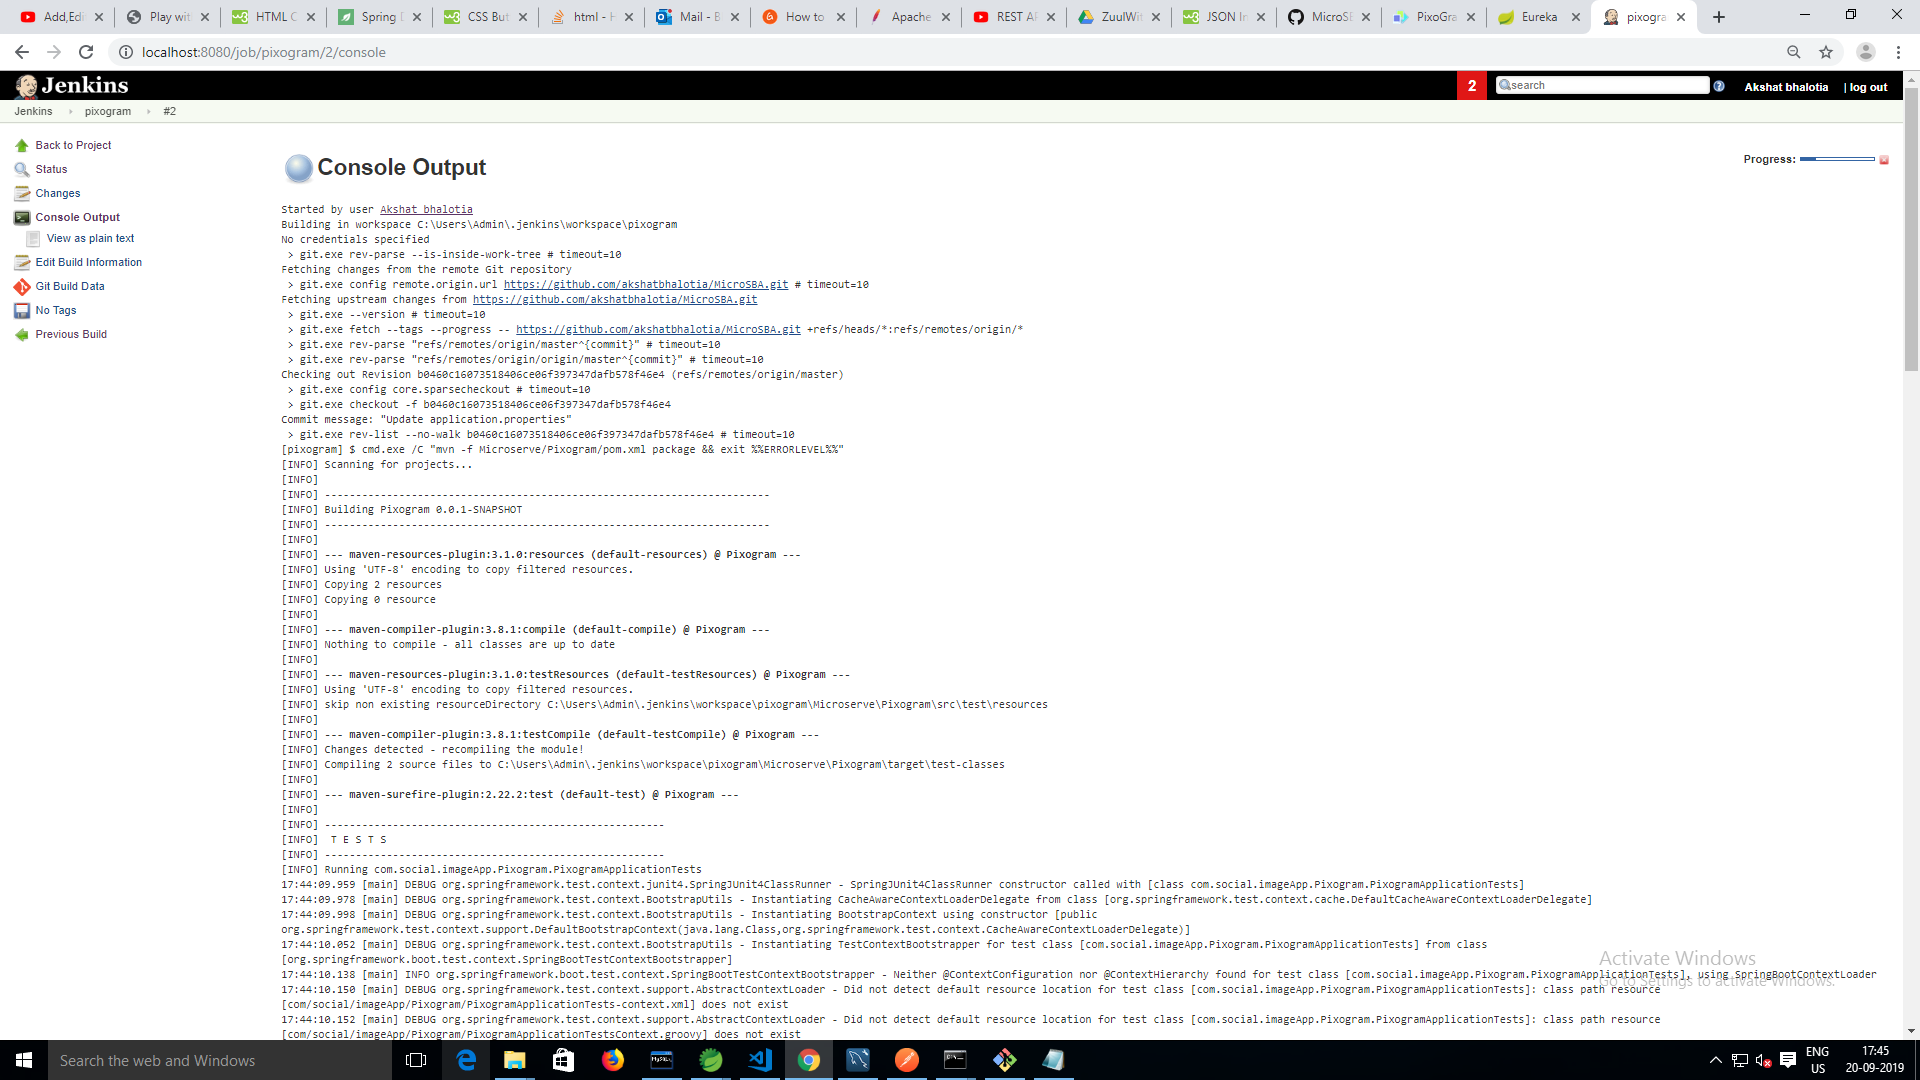 Add,Edi
Play wit
HTML C
Spring D
CSS But
html - H
Mail - B
How to
Apache
REST AP
ZuulWit
JSON In
MicroSB
PixoGra
Eureka
pixogra
localhost:8080/job/pixogram/2/console
Jenkins
2
search
Akshat bhalotia
| log out
Jenkins
pixogram
#2
Back to Project
Status
Changes
Console Output
View as plain text
Edit Build Information
Git Build Data
No Tags
Previous Build
Console Output
Progress:
Started by user Akshat bhalotia
Building in workspace C:\Users\Admin\.jenkins\workspace\pixogram
No credentials specified
> git.exe rev-parse --is-inside-work-tree # timeout=10
Fetching changes from the remote Git repository
> git.exe config remote.origin.url https://github.com/akshatbhalotia/MicroSBA.git # timeout=10
Fetching upstream changes from https://github.com/akshatbhalotia/MicroSBA.git
> git.exe --version # timeout=10
> git.exe fetch --tags --progress -- https://github.com/akshatbhalotia/MicroSBA.git +refs/heads/*:refs/remotes/origin/*
> git.exe rev-parse "refs/remotes/origin/master^{commit}" # timeout=10
> git.exe rev-parse "refs/remotes/origin/origin/master^{commit}" # timeout=10
Checking out Revision b0460c16073518406ce06f397347dafb578f46e4 (refs/remotes/origin/master)
> git.exe config core.sparsecheckout # timeout=10
> git.exe checkout -f b0460c16073518406ce06f397347dafb578f46e4
Commit message: "Update application.properties"
> git.exe rev-list --no-walk b0460c16073518406ce06f397347dafb578f46e4 # timeout=10
[pixogram] $ cmd.exe /C "mvn -f Microserve/Pixogram/pom.xml package && exit %%ERRORLEVEL%%"
[INFO] Scanning for projects...
[INFO]
[INFO] ------------------------------------------------------------------------
[INFO] Building Pixogram 0.0.1-SNAPSHOT
[INFO] ------------------------------------------------------------------------
[INFO]
[INFO] --- maven-resources-plugin:3.1.0:resources (default-resources) @ Pixogram ---
[INFO] Using 'UTF-8' encoding to copy filtered resources.
[INFO] Copying 2 resources
[INFO] Copying 0 resource
[INFO]
[INFO] --- maven-compiler-plugin:3.8.1:compile (default-compile) @ Pixogram ---
[INFO] Nothing to compile - all classes are up to date
[INFO]
[INFO] --- maven-resources-plugin:3.1.0:testResources (default-testResources) @ Pixogram ---
[INFO] Using 'UTF-8' encoding to copy filtered resources.
[INFO] skip non existing resourceDirectory C:\Users\Admin\.jenkins\workspace\pixogram\Microserve\Pixogram\src\test\resources
[INFO]
[INFO] --- maven-compiler-plugin:3.8.1:testCompile (default-testCompile) @ Pixogram ---
[INFO] Changes detected - recompiling the module!
[INFO] Compiling 2 source files to C:\Users\Admin\.jenkins\workspace\pixogram\Microserve\Pixogram\target\test-classes
[INFO]
[INFO] --- maven-surefire-plugin:2.22.2:test (default-test) @ Pixogram ---
[INFO]
[INFO] -------------------------------------------------------
[INFO]  T E S T S
[INFO] -------------------------------------------------------
[INFO] Running com.social.imageApp.Pixogram.PixogramApplicationTests
17:44:09.959 [main] DEBUG org.springframework.test.context.junit4.SpringJUnit4ClassRunner - SpringJUnit4ClassRunner constructor called with [class com.social.imageApp.Pixogram.PixogramApplicationTests]
17:44:09.978 [main] DEBUG org.springframework.test.context.BootstrapUtils - Instantiating CacheAwareContextLoaderDelegate from class [org.springframework.test.context.cache.DefaultCacheAwareContextLoaderDelegate]
17:44:09.998 [main] DEBUG org.springframework.test.context.BootstrapUtils - Instantiating BootstrapContext using constructor [public
org.springframework.test.context.support.DefaultBootstrapContext(java.lang.Class,org.springframework.test.context.CacheAwareContextLoaderDelegate)]
17:44:10.052 [main] DEBUG org.springframework.test.context.BootstrapUtils - Instantiating TestContextBootstrapper for test class [com.social.imageApp.Pixogram.PixogramApplicationTests] from class
[org.springframework.boot.test.context.SpringBootTestContextBootstrapper]
17:44:10.138 [main] INFO org.springframework.boot.test.context.SpringBootTestContextBootstrapper - Neither @ContextConfiguration nor @ContextHierarchy found for test class [com.social.imageApp.Pixogram.PixogramApplicationTests], using SpringBootContextLoader
17:44:10.150 [main] DEBUG org.springframework.test.context.support.AbstractContextLoader - Did not detect default resource location for test class [com.social.imageApp.Pixogram.PixogramApplicationTests]: class path resource
[com/social/imageApp/Pixogram/PixogramApplicationTests-context.xml] does not exist
17:44:10.152 [main] DEBUG org.springframework.test.context.support.AbstractContextLoader - Did not detect default resource location for test class [com.social.imageApp.Pixogram.PixogramApplicationTests]: class path resource
[com/social/imageApp/Pixogram/PixogramApplicationTestsContext.groovy] does not exist
Activate Windows
Go to Settings to activate Windows.
Search the web and Windows
MySQL
ENG
US
17:45
20-09-2019